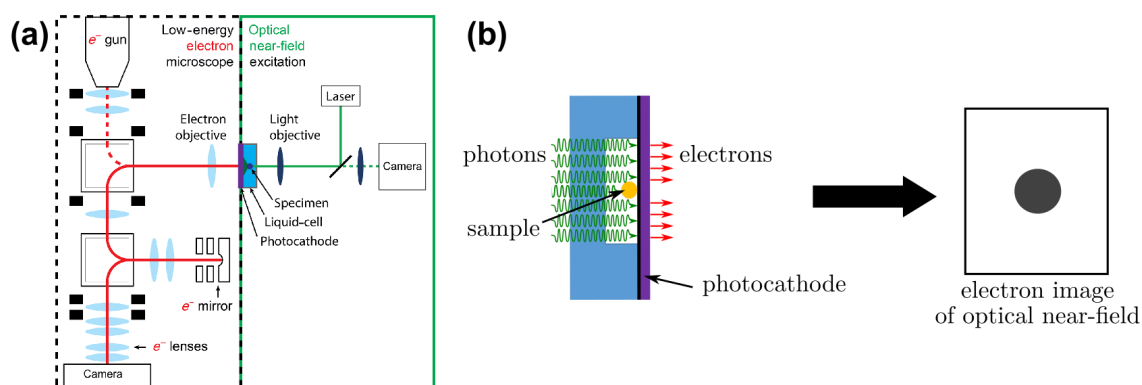 (a)
e⁻ gun
Low-energy
electron
microscope
Optical
near-field
excitation
Laser
Electron
objective
Light
objective
Camera
Specimen
Liquid-cell
Photocathode
e⁻ mirror
e⁻ lenses
Camera
(b)
photons
electrons
sample
photocathode
electron image
of optical near-field